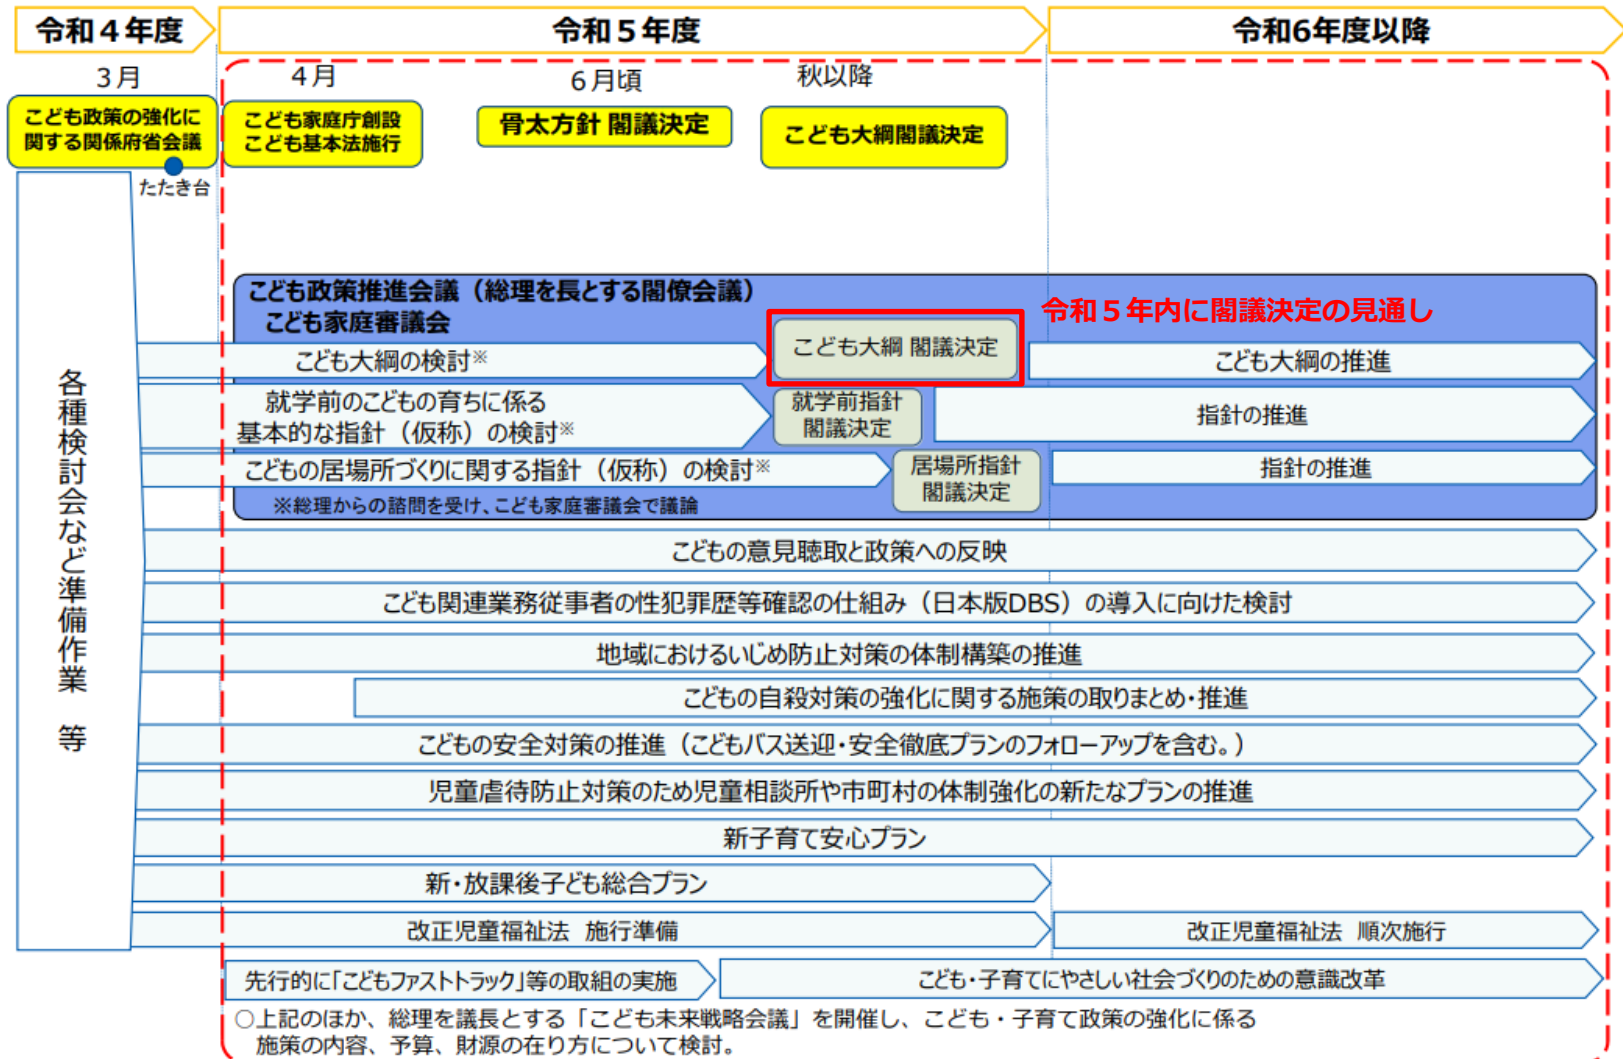 令和４年度
令和５年度
令和6年度以降
３月
４月
６月頃
秋以降
こども政策の強化に
関する関係府省会議
こども家庭庁創設
こども基本法施行
骨太方針 閣議決定
こども大綱閣議決定
たたき台
各種検討会など準備作業　等
こども政策推進会議（総理を長とする閣僚会議）
こども家庭審議会
令和５年内に閣議決定の見通し
こども大綱の検討※
こども大綱 閣議決定
こども大綱の推進
就学前のこどもの育ちに係る
基本的な指針（仮称）の検討※
就学前指針
閣議決定
指針の推進
こどもの居場所づくりに関する指針（仮称）の検討※
居場所指針
閣議決定
指針の推進
※総理からの諮問を受け、こども家庭審議会で議論
こどもの意見聴取と政策への反映
こども関連業務従事者の性犯罪歴等確認の仕組み（日本版DBS）の導入に向けた検討
地域におけるいじめ防止対策の体制構築の推進
こどもの自殺対策の強化に関する施策の取りまとめ・推進
こどもの安全対策の推進（こどもバス送迎・安全徹底プランのフォローアップを含む。）
児童虐待防止対策のため児童相談所や市町村の体制強化の新たなプランの推進
新子育て安心プラン
新・放課後子ども総合プラン
改正児童福祉法　施行準備
改正児童福祉法　順次施行
先行的に「こどもファストトラック」等の取組の実施
こども・子育てにやさしい社会づくりのための意識改革
○上記のほか、総理を議長とする「こども未来戦略会議」を開催し、こども・子育て政策の強化に係る
施策の内容、予算、財源の在り方について検討。